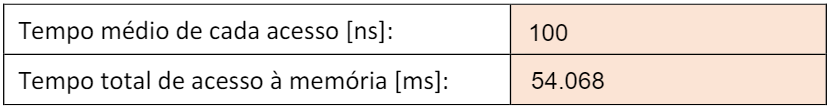 Tempo médio de cada acesso [ns]: 100
Tempo total de acesso à memória [ms]: 54.068